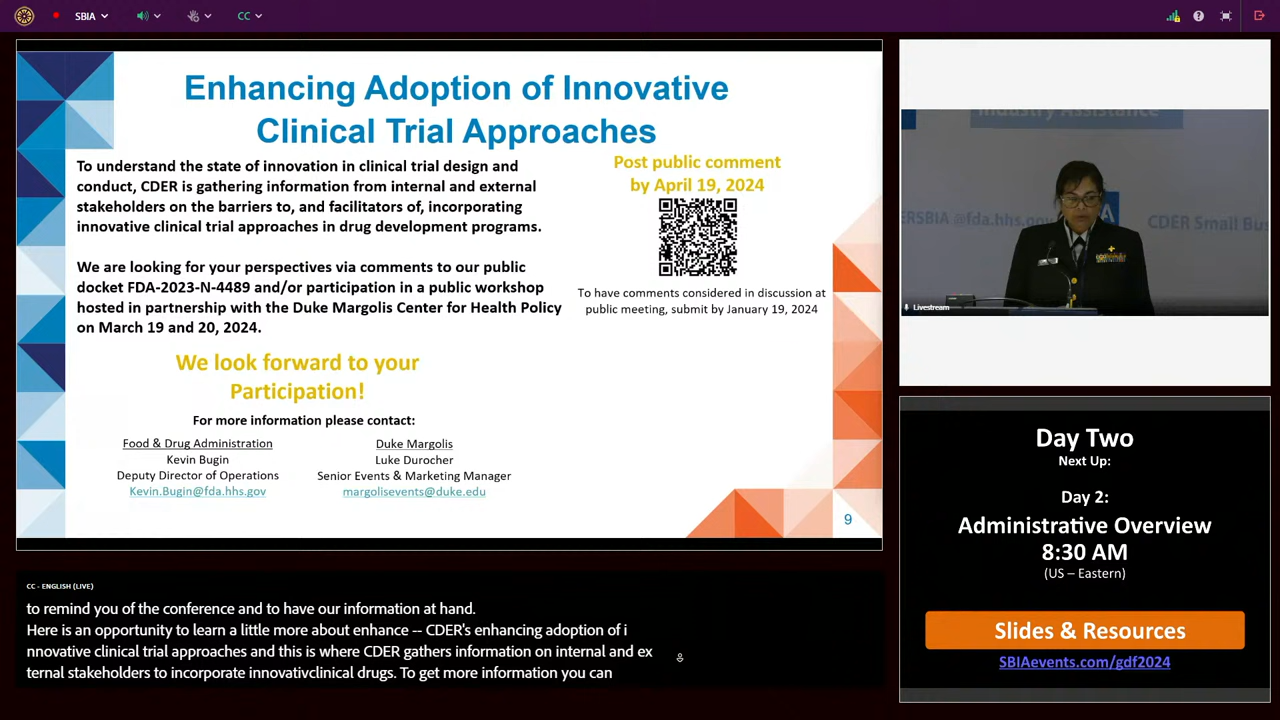 SBIA
CC
Enhancing Adoption of Innovative
Clinical Trial Approaches
To understand the state of innovation in clinical trial design and
conduct, CDER is gathering information from internal and external
stakeholders on the barriers to, and facilitators of, incorporating
innovative clinical trial approaches in drug development programs.
We are looking for your perspectives via comments to our public
docket FDA-2023-N-4489 and/or participation in a public workshop
hosted in partnership with the Duke Margolis Center for Health Policy
on March 19 and 20, 2024.
We look forward to your
Participation!
For more information please contact:
Food & Drug Administration
Kevin Bugin
Deputy Director of Operations
Kevin.Bugin@fda.hhs.gov
Duke Margolis
Luke Durocher
Senior Events & Marketing Manager
margolisevents@duke.edu
Post public comment
by April 19, 2024
To have comments considered in discussion at
public meeting, submit by January 19, 2024
9
Industry Assistance
ERSBIA @fda.hhs.gov
CDER Small Bus
Livestream
Day Two
Next Up:
Day 2:
Administrative Overview
8:30 AM
(US – Eastern)
Slides & Resources
SBIAevents.com/gdf2024
CC - ENGLISH (LIVE)
to remind you of the conference and to have our information at hand.
Here is an opportunity to learn a little more about enhance -- CDER's enhancing adoption of i
nnovative clinical trial approaches and this is where CDER gathers information on internal and ex
ternal stakeholders to incorporate innovativclinical drugs. To get more information you can